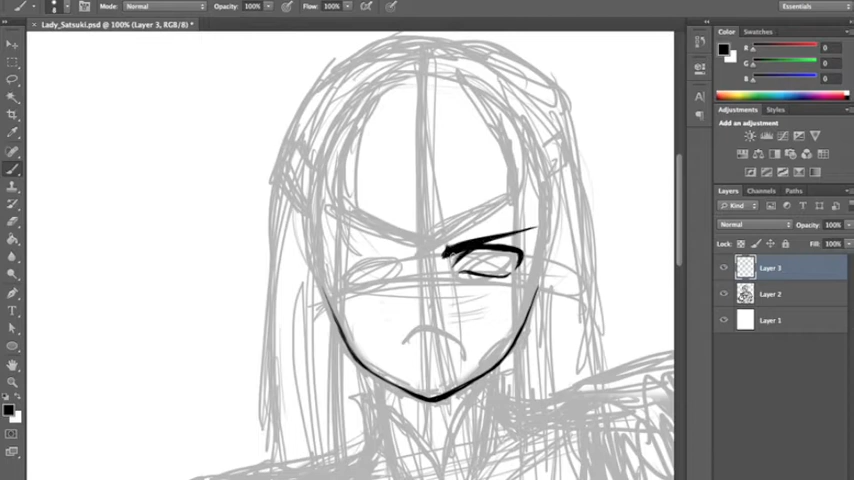 Mode: Normal Opacity: 100% Flow: 100% Essentials
× Lady_Satsuki.psd @ 100% (Layer 3, RGB/8) *
Color Swatches
R 0
G 0
B 0
Adjustments Styles
Add an adjustment
Layers Channels Paths
Kind
Normal Opacity: 100%
Lock: Fill: 100%
Layer 3
Layer 2
Layer 1